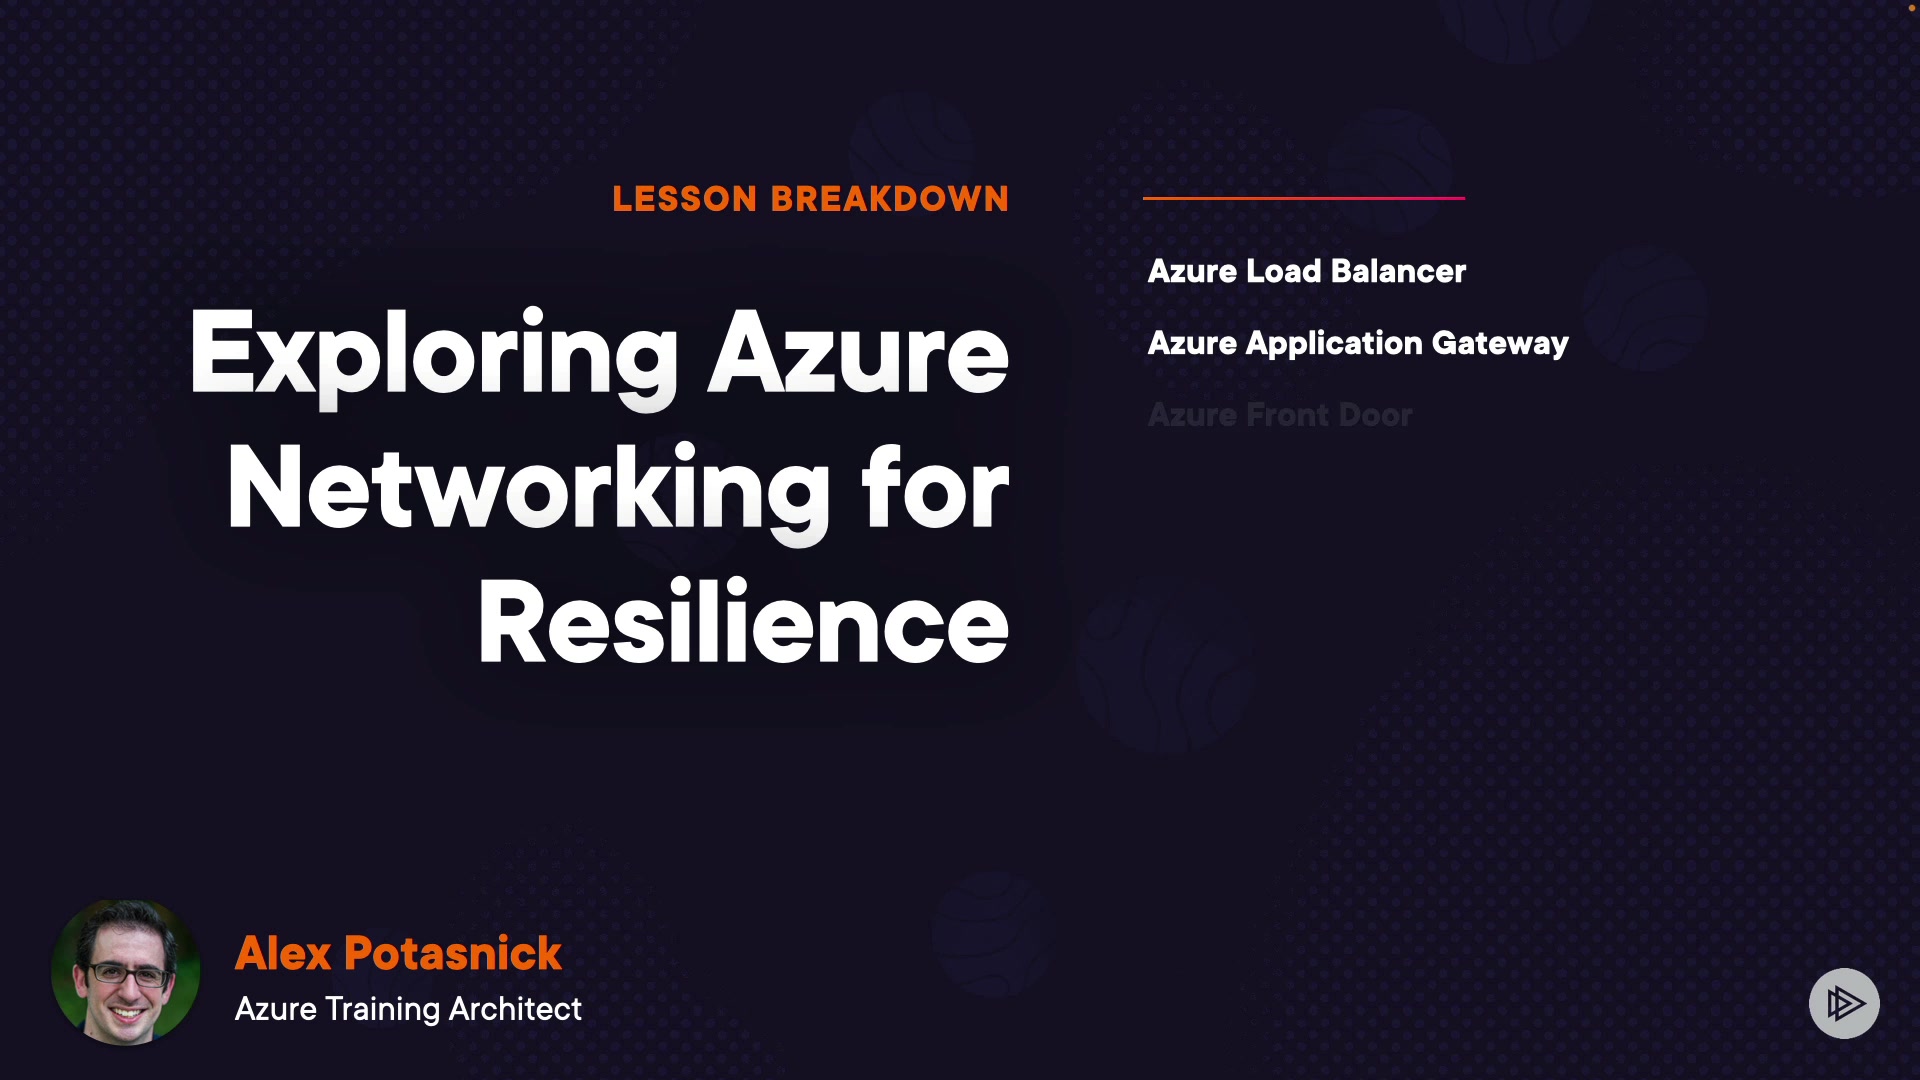 LESSON BREAKDOWN
Exploring Azure
Networking for
Resilience
Azure Load Balancer
Azure Application Gateway
Azure Front Door
Alex Potasnick
Azure Training Architect